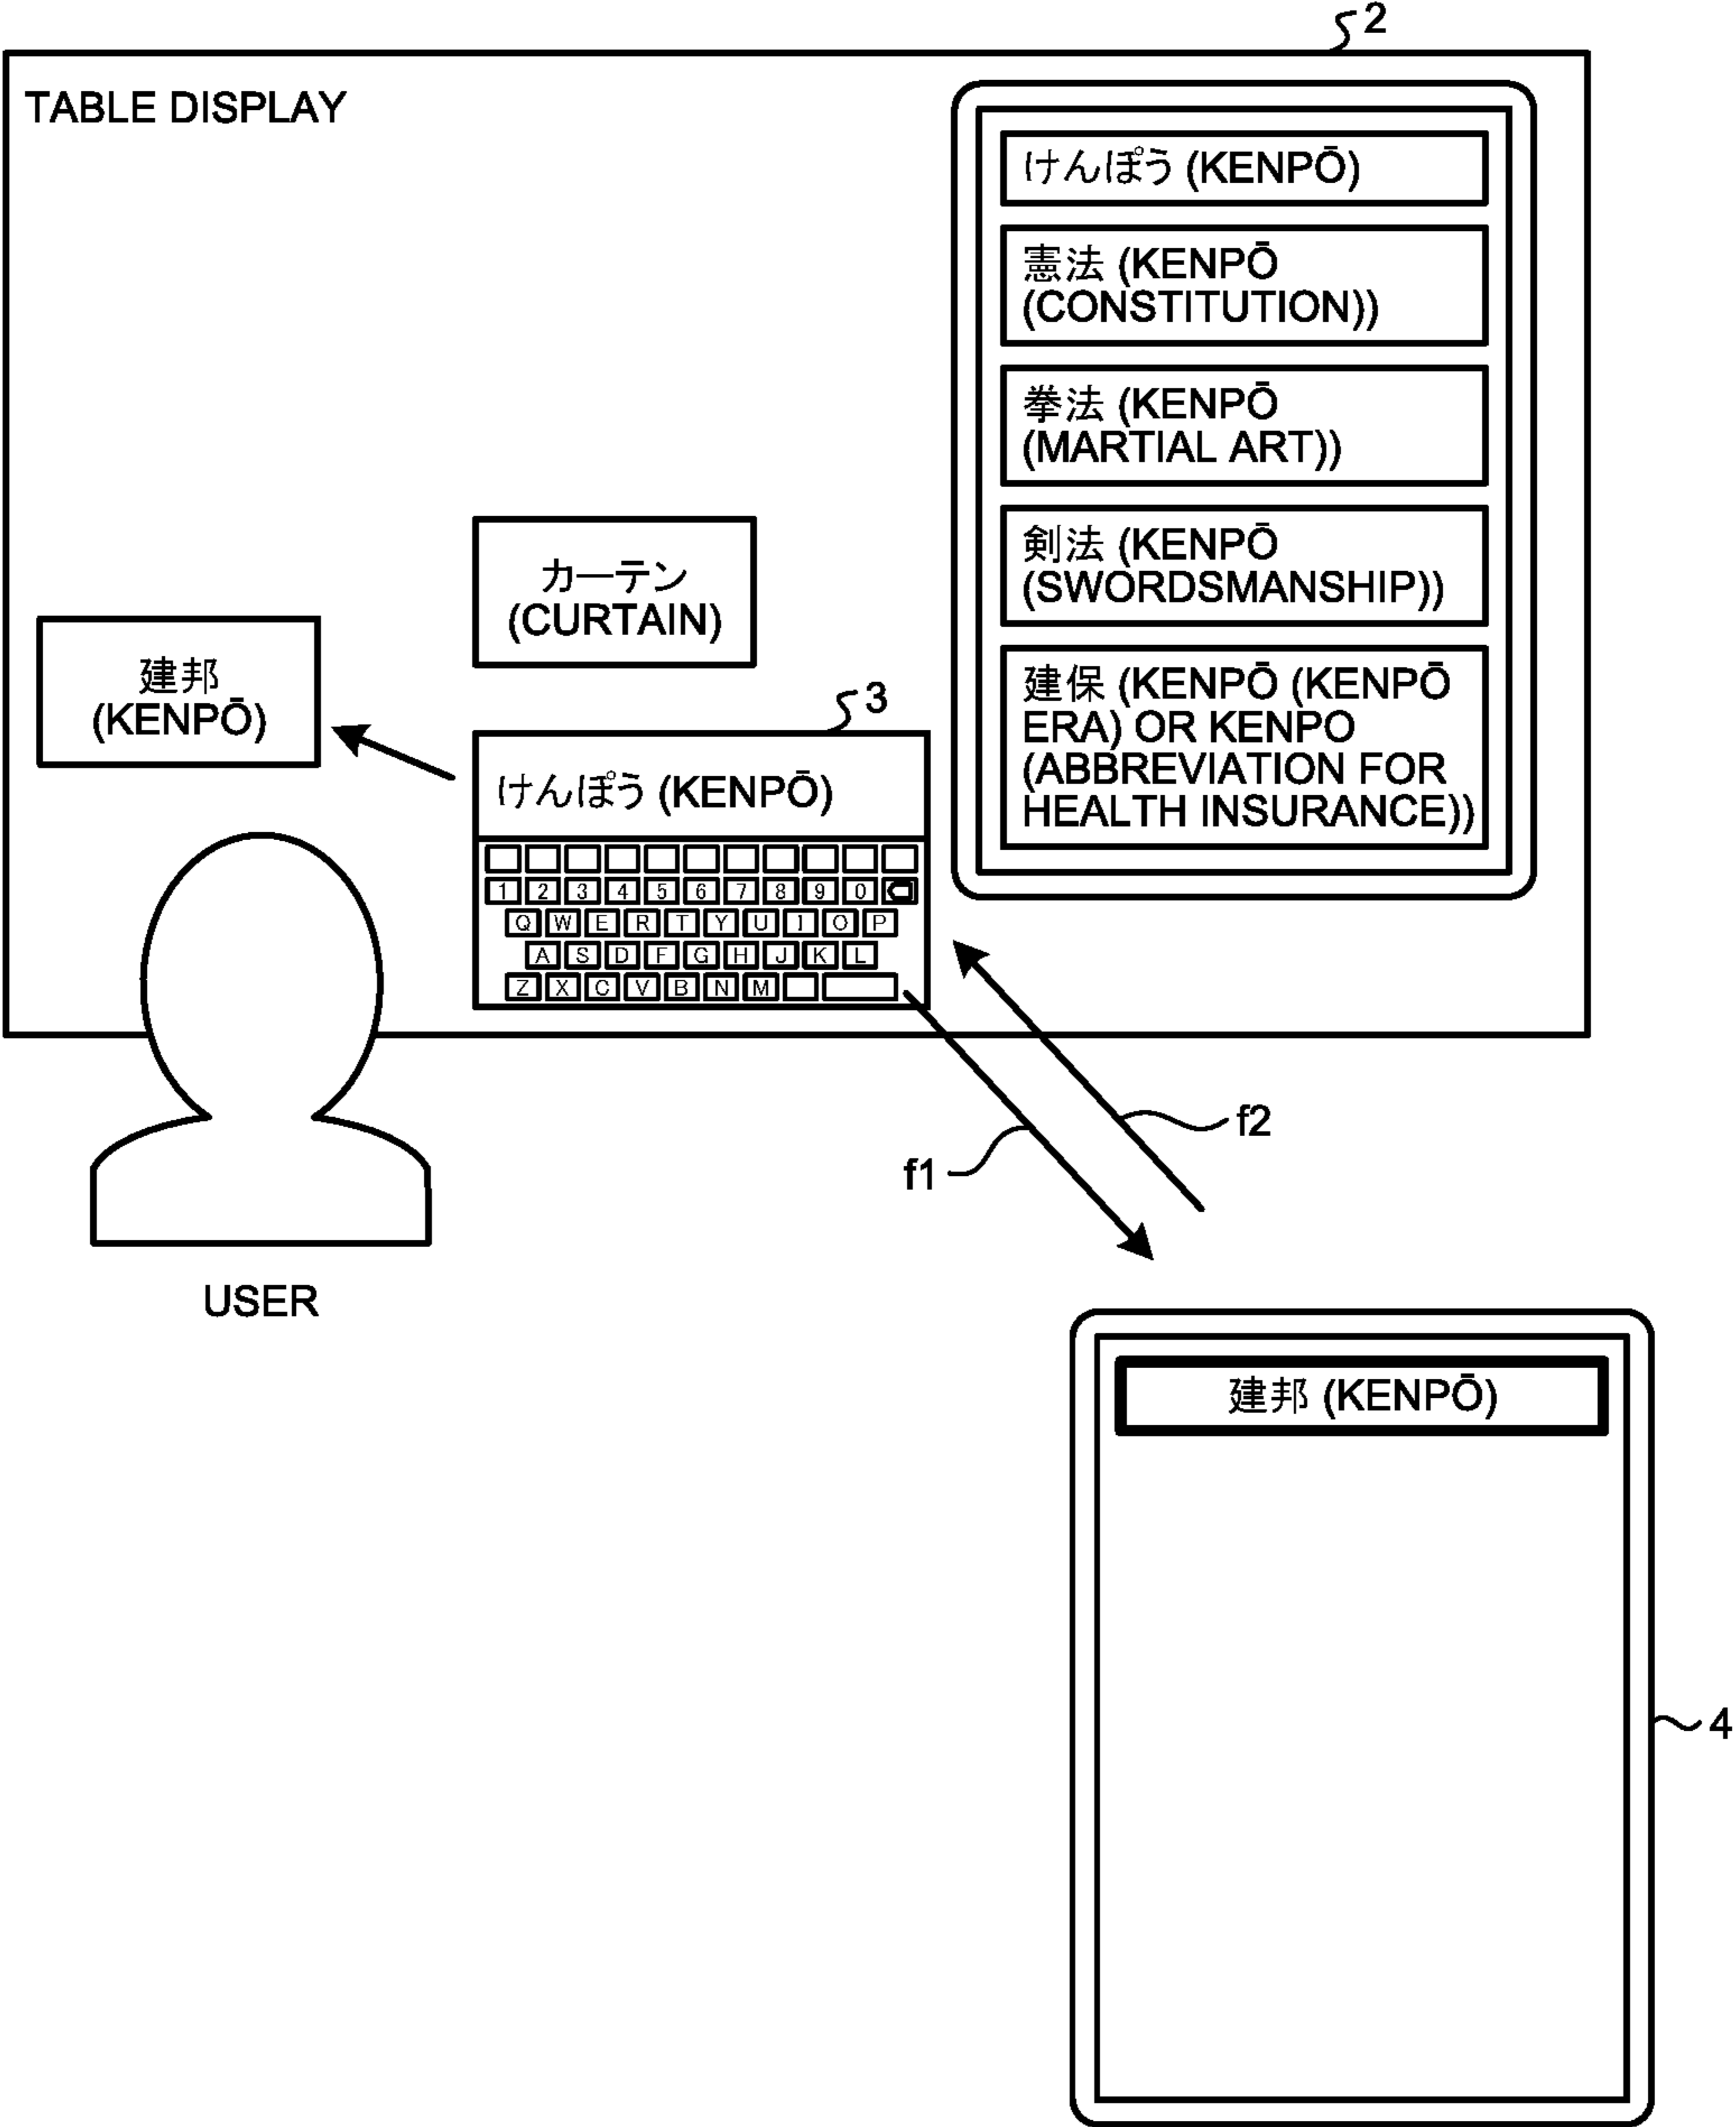 2
TABLE DISPLAY
けんぽう (KENPŌ)
憲法 (KENPŌ
(CONSTITUTION))
拳法 (KENPŌ
(MARTIAL ART))
剣法 (KENPŌ
(SWORDSMANSHIP))
建保 (KENPŌ (KENPŌ
ERA) OR KENPO
(ABBREVIATION FOR
HEALTH INSURANCE))
カーテン
(CURTAIN)
建邦
(KENPŌ)
3
けんぽう (KENPŌ)
1 2 3 4 5 6 7 8 9 0
Q W E R T Y U I O P
A S D F G H J K L
Z X C V B N M
f2
f1
USER
建邦 (KENPŌ)
4